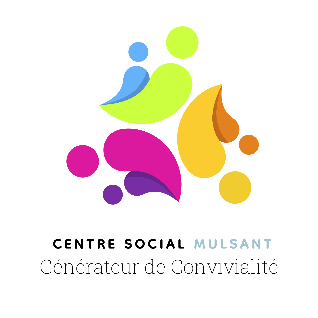 CENTRE SOCIAL MULSANT
Générateur de Convivialité